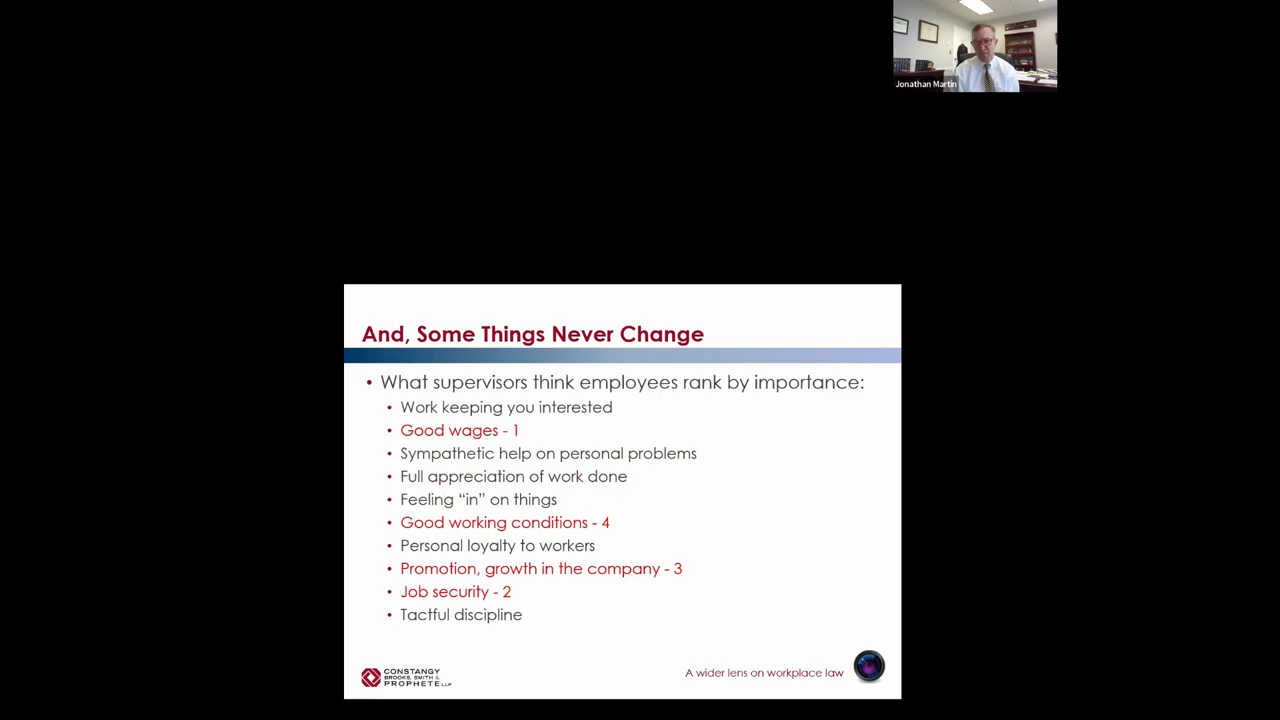 Jonathan Martin
And, Some Things Never Change
• What supervisors think employees rank by importance:
• Work keeping you interested
• Good wages - 1
• Sympathetic help on personal problems
• Full appreciation of work done
• Feeling “in” on things
• Good working conditions - 4
• Personal loyalty to workers
• Promotion, growth in the company - 3
• Job security - 2
• Tactful discipline
CONSTANGY
BROOKS, SMITH &
PROPHETE LLP
A wider lens on workplace law